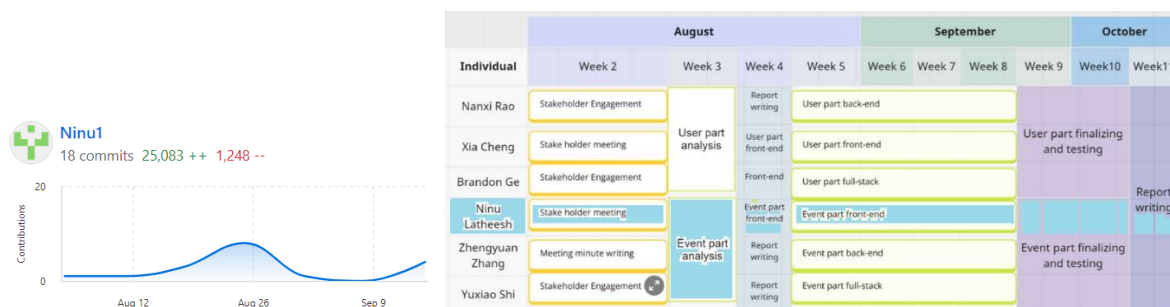 Ninu1
18 commits 25,083 ++ 1,248 --
Contributions
20
0
Aug 12
Aug 26
Sep 9
August
September
October
Individual
Week 2
Week 3
Week 4
Week 5
Week 6
Week 7
Week 8
Week 9
Week10
Week11
Nanxi Rao
Stakeholder Engagement
Report
writing
User part back-end
User part
analysis
User part finalizing
and testing
Xia Cheng
Stake holder meeting
User part
front-end
User part front-end
Brandon Ge
Stakeholder Engagement
Front-end
User part full-stack
Report
writing
Ninu
Latheesh
Stake holder meeting
Event part
front-end
Event part front-end
Event part
analysis
Event part finalizing
and testing
Zhengyuan
Zhang
Meeting minute writing
Report
writing
Event part back-end
Yuxiao Shi
Stakeholder Engagement
Report
writing
Event part full-stack